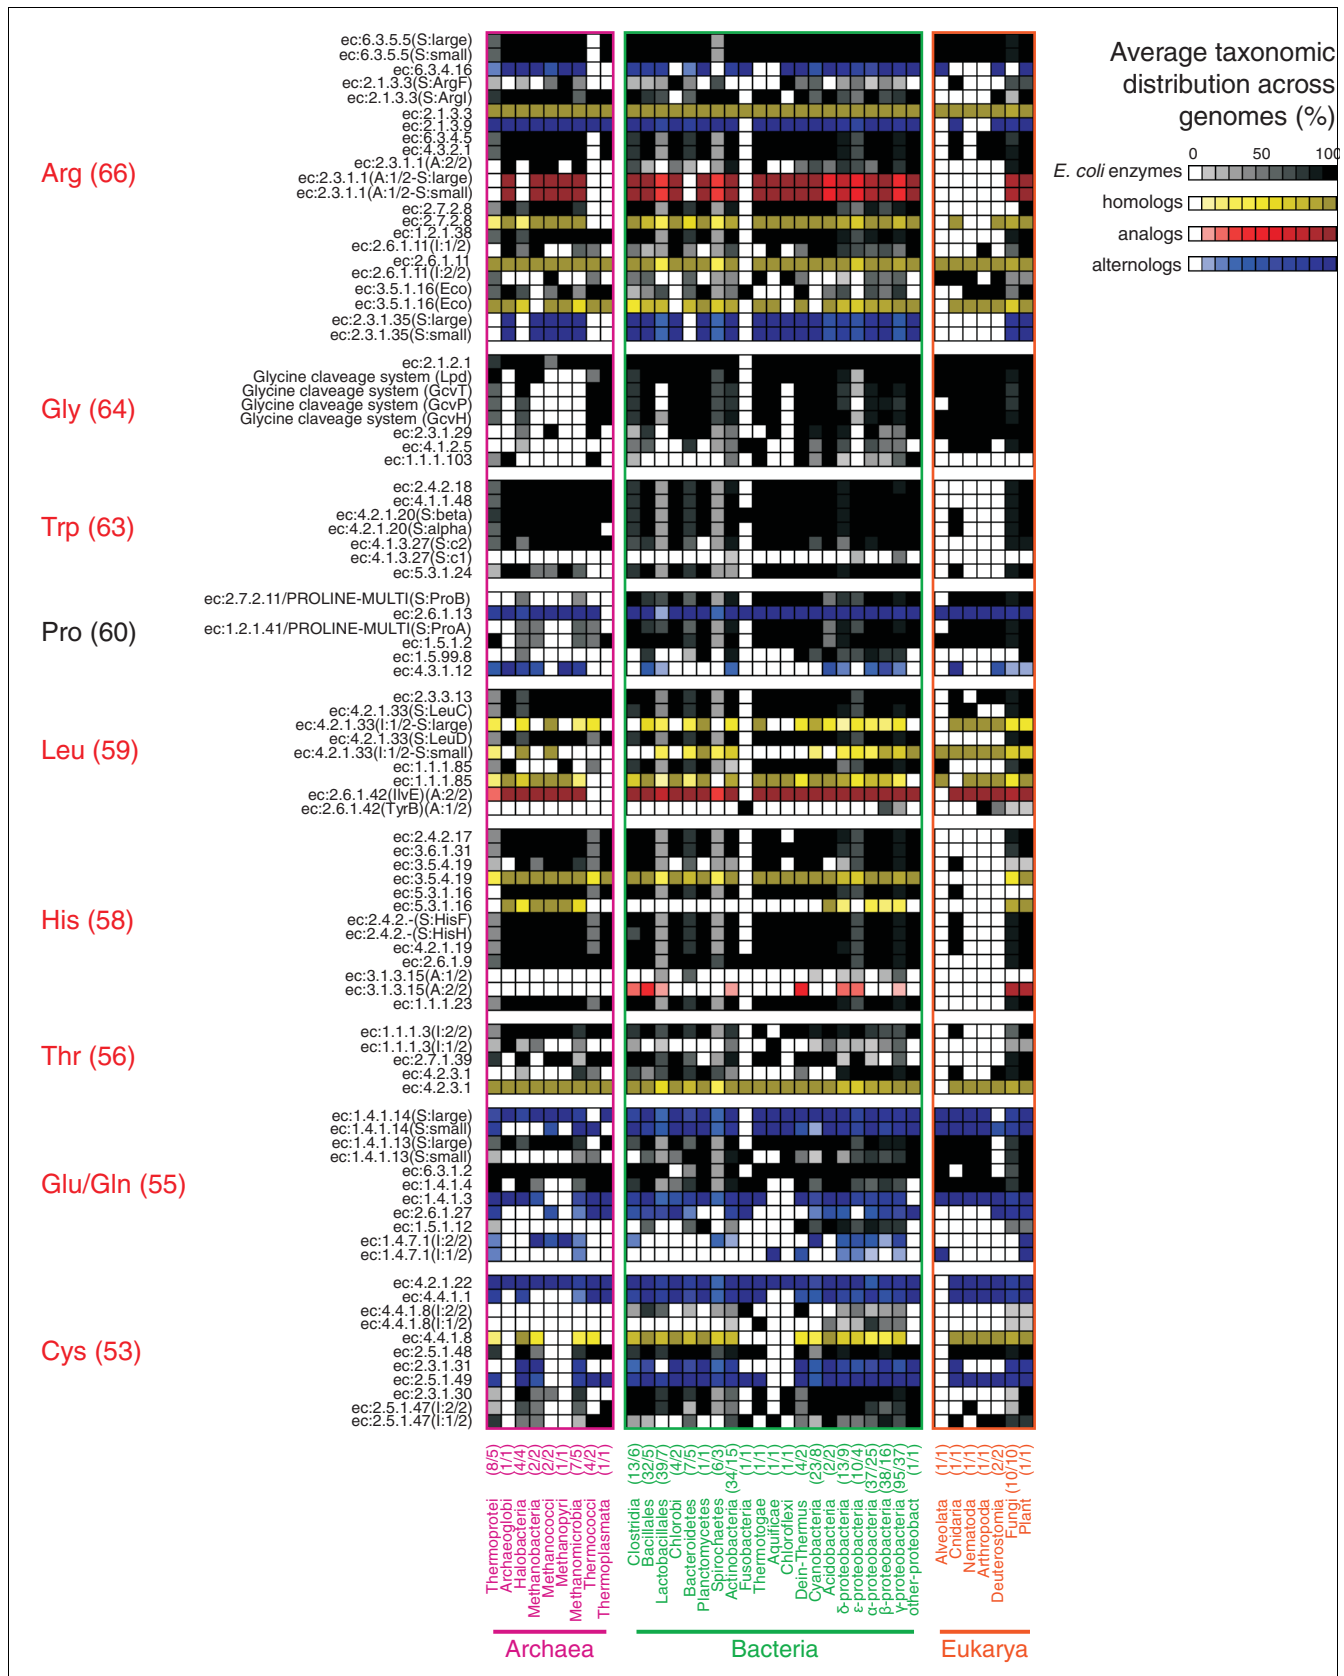 Average taxonomic
distribution across
genomes (%)
0 50 100
E. coli enzymes
homologs
analogs
alternologs
Arg (66)
ec:6.3.5.5(S:large)
ec:6.3.5.5(S:small)
ec:6.3.4.16
ec:2.1.3.3(S:ArgF)
ec:2.1.3.3(S:ArgI)
ec:2.1.3.3
ec:2.1.3.9
ec:6.3.4.5
ec:4.3.2.1
ec:2.3.1.1(A:2/2)
ec:2.3.1.1(A:1/2-S:large)
ec:2.3.1.1(A:1/2-S:small)
ec:2.7.2.8
ec:2.7.2.8
ec:1.2.1.38
ec:2.6.1.11(I:1/2)
ec:2.6.1.11
ec:2.6.1.11(I:2/2)
ec:3.5.1.16(Eco)
ec:3.5.1.16(Eco)
ec:2.3.1.35(S:large)
ec:2.3.1.35(S:small)
Gly (64)
ec:2.1.2.1
Glycine claveage system (Lpd)
Glycine claveage system (GcvT)
Glycine claveage system (GcvP)
Glycine claveage system (GcvH)
ec:2.3.1.29
ec:4.1.2.5
ec:1.1.1.103
Trp (63)
ec:2.4.2.18
ec:4.1.1.48
ec:4.2.1.20(S:beta)
ec:4.2.1.20(S:alpha)
ec:4.1.3.27(S:c2)
ec:4.1.3.27(S:c1)
ec:5.3.1.24
Pro (60)
ec:2.7.2.11/PROLINE-MULTI(S:ProB)
ec:2.6.1.13
ec:1.2.1.41/PROLINE-MULTI(S:ProA)
ec:1.5.1.2
ec:1.5.99.8
ec:4.3.1.12
Leu (59)
ec:2.3.3.13
ec:4.2.1.33(S:LeuC)
ec:4.2.1.33(I:1/2-S:large)
ec:4.2.1.33(S:LeuD)
ec:4.2.1.33(I:1/2-S:small)
ec:1.1.1.85
ec:1.1.1.85
ec:2.6.1.42(IlvE)(A:2/2)
ec:2.6.1.42(TyrB)(A:1/2)
His (58)
ec:2.4.2.17
ec:3.6.1.31
ec:3.5.4.19
ec:3.5.4.19
ec:5.3.1.16
ec:5.3.1.16
ec:2.4.2.-(S:HisF)
ec:2.4.2.-(S:HisH)
ec:4.2.1.19
ec:2.6.1.9
ec:3.1.3.15(A:1/2)
ec:3.1.3.15(A:2/2)
ec:1.1.1.23
Thr (56)
ec:1.1.1.3(I:2/2)
ec:1.1.1.3(I:1/2)
ec:2.7.1.39
ec:4.2.3.1
ec:4.2.3.1
Glu/Gln (55)
ec:1.4.1.14(S:large)
ec:1.4.1.14(S:small)
ec:1.4.1.13(S:large)
ec:1.4.1.13(S:small)
ec:6.3.1.2
ec:1.4.1.4
ec:1.4.1.3
ec:2.6.1.27
ec:1.5.1.12
ec:1.4.7.1(I:2/2)
ec:1.4.7.1(I:1/2)
Cys (53)
ec:4.2.1.22
ec:4.4.1.1
ec:4.4.1.8(I:2/2)
ec:4.4.1.8(I:1/2)
ec:4.4.1.8
ec:2.5.1.48
ec:2.3.1.31
ec:2.5.1.49
ec:2.3.1.30
ec:2.5.1.47(I:2/2)
ec:2.5.1.47(I:1/2)
Thermoprotei (8/5)
Archaeoglobi (1/1)
Halobacteria (4/4)
Methanobacteria (2/2)
Methanococci (2/2)
Methanopyri (1/1)
Methanomicrobia (7/5)
Thermococci (4/2)
Thermoplasmata (1/1)
Clostridia (13/6)
Bacillales (32/5)
Lactobacillales (39/7)
Chlorobi (4/2)
Bacteroidetes (7/5)
Planctomycetes (1/1)
Spirochaetes (6/3)
Actinobacteria (34/15)
Fusobacteria (1/1)
Thermotogae (1/1)
Aquificae (1/1)
Chloroflexi (1/1)
Dein-Thermus (4/2)
Cyanobacteria (23/8)
Acidobacteria (2/2)
δ-proteobacteria (13/9)
ε-proteobacteria (10/4)
α-proteobacteria (37/25)
β-proteobacteria (38/16)
γ-proteobacteria (95/37)
other-proteobact (1/1)
Alveolata (1/1)
Cnidaria (1/1)
Nematoda (1/1)
Arthropoda (1/1)
Deuterostomia (2/2)
Fungi (10/10)
Plant (1/1)
Archaea
Bacteria
Eukarya